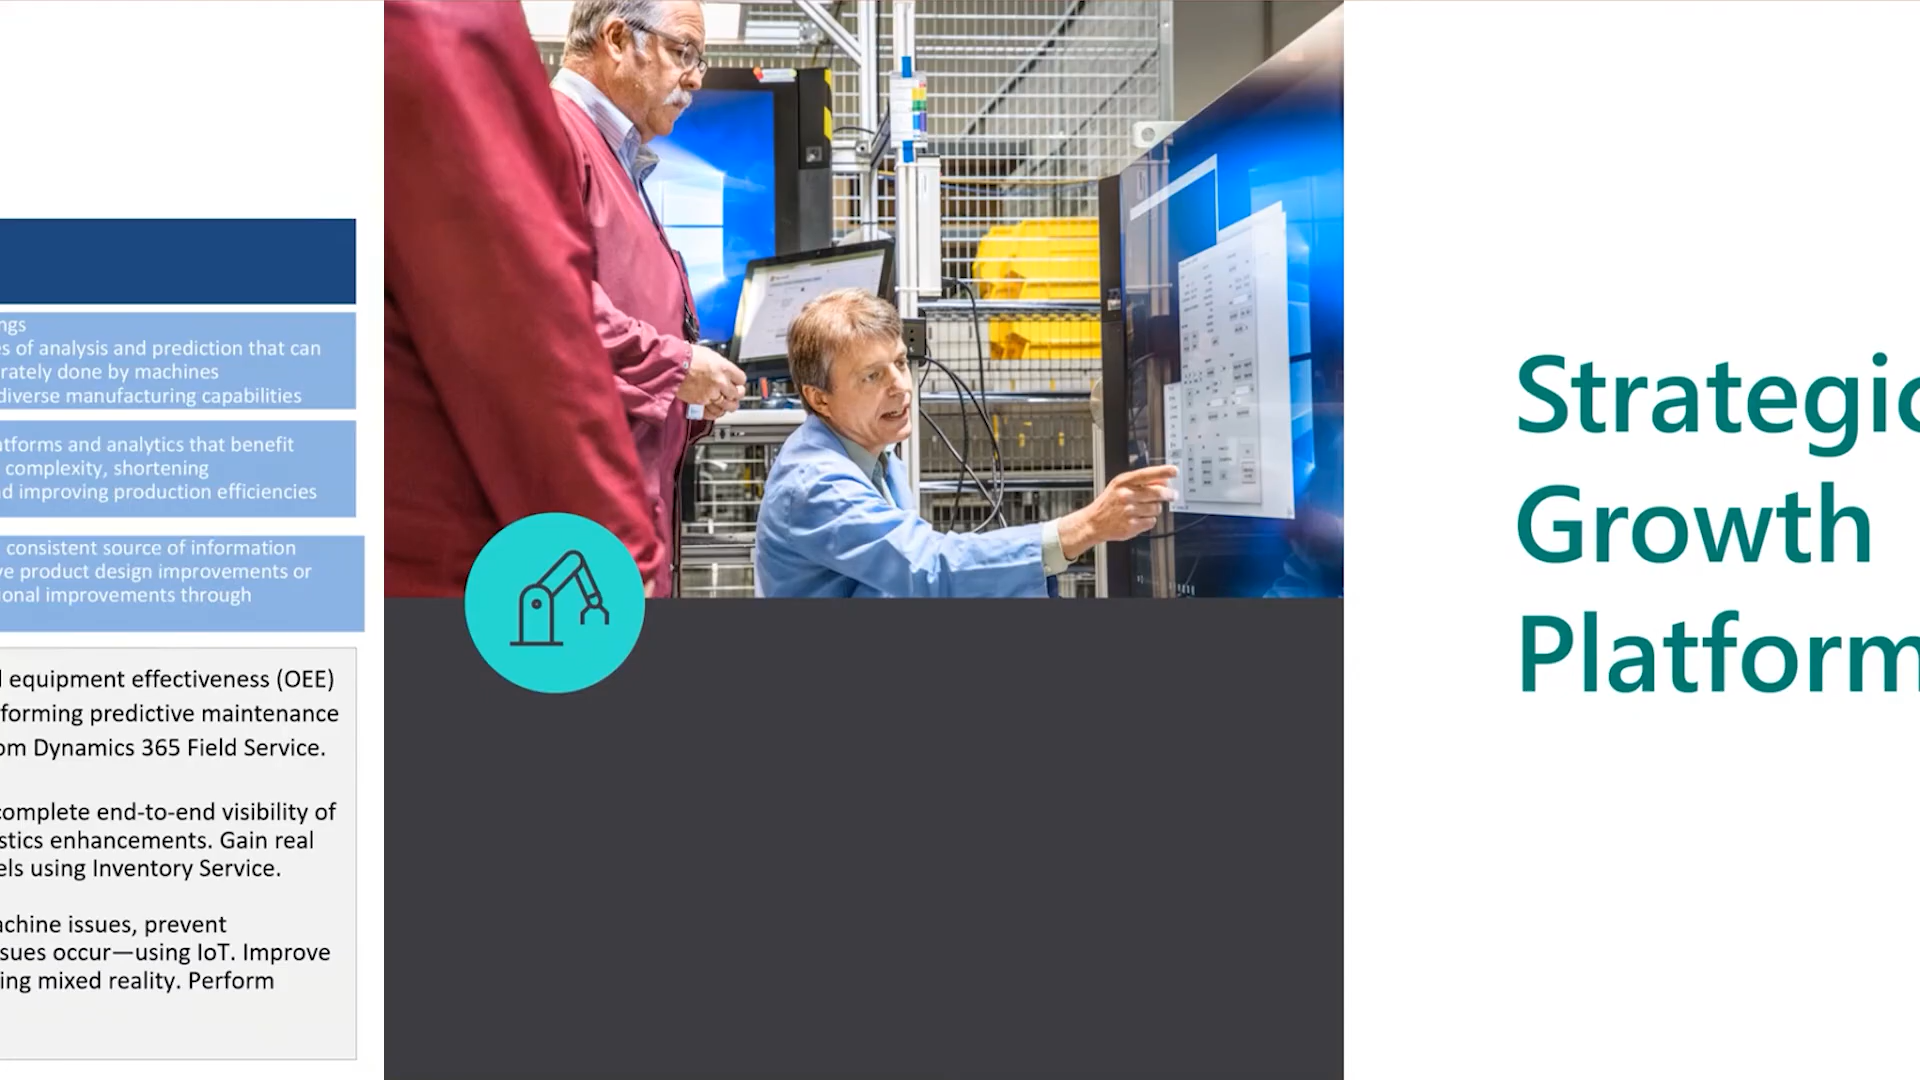 ngs
s of analysis and prediction that can
rately done by machines
diverse manufacturing capabilities
tforms and analytics that benefit
complexity, shortening
d improving production efficiencies
consistent source of information
ve product design improvements or
ional improvements through
equipment effectiveness (OEE)
forming predictive maintenance
om Dynamics 365 Field Service.
complete end-to-end visibility of
stics enhancements. Gain real
els using Inventory Service.
achine issues, prevent
sues occur—using IoT. Improve
ing mixed reality. Perform
Strategic
Growth
Platform